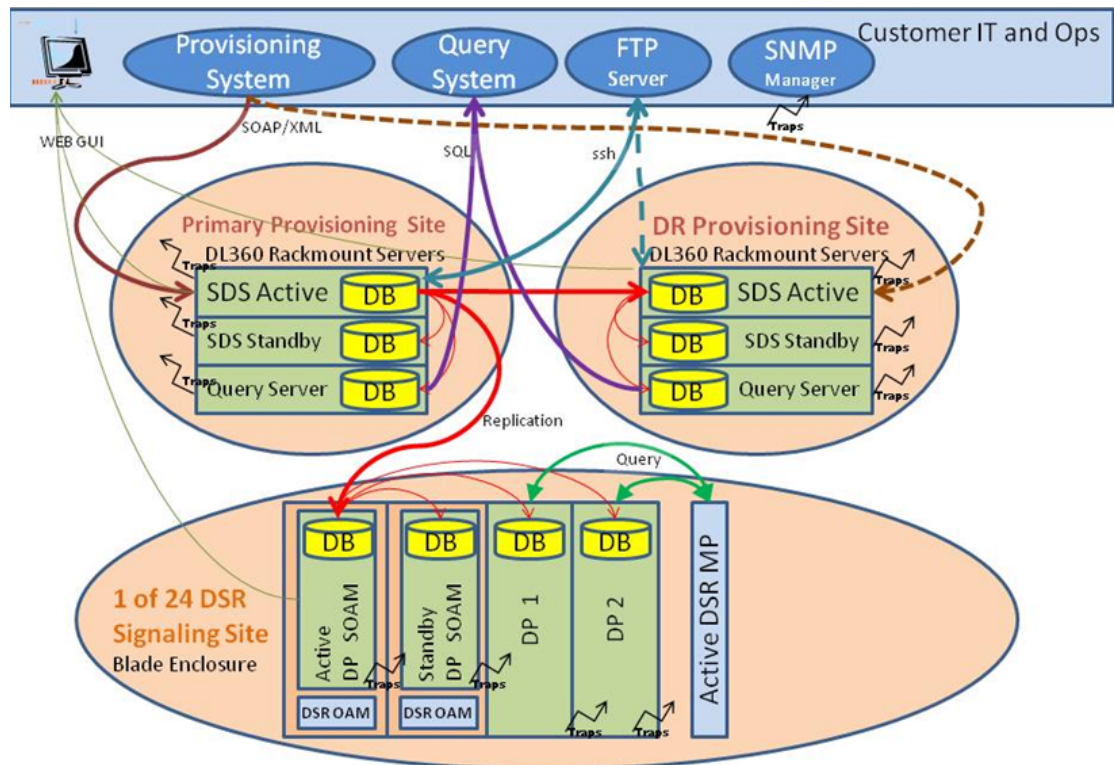 Customer IT and Ops
Provisioning
System
Query
System
FTP
Server
SNMP
Manager
Traps
WEB GUI
SOAP/XML
SQL
ssh
Primary Provisioning Site
DL360 Rackmount Servers
Traps
SDS Active
DB
Traps
SDS Standby
DB
Traps
Query Server
DB
DR Provisioning Site
DL360 Rackmount Servers
Traps
DB
SDS Active
DB
SDS Standby
Traps
DB
Query Server
Traps
Replication
Query
1 of 24 DSR
Signaling Site
Blade Enclosure
DB
Active
DP SOAM
Traps
DSR OAM
DB
Standby
DP SOAM
Traps
DSR OAM
DB
DP 1
Traps
DB
DP 2
Traps
Active DSR MP